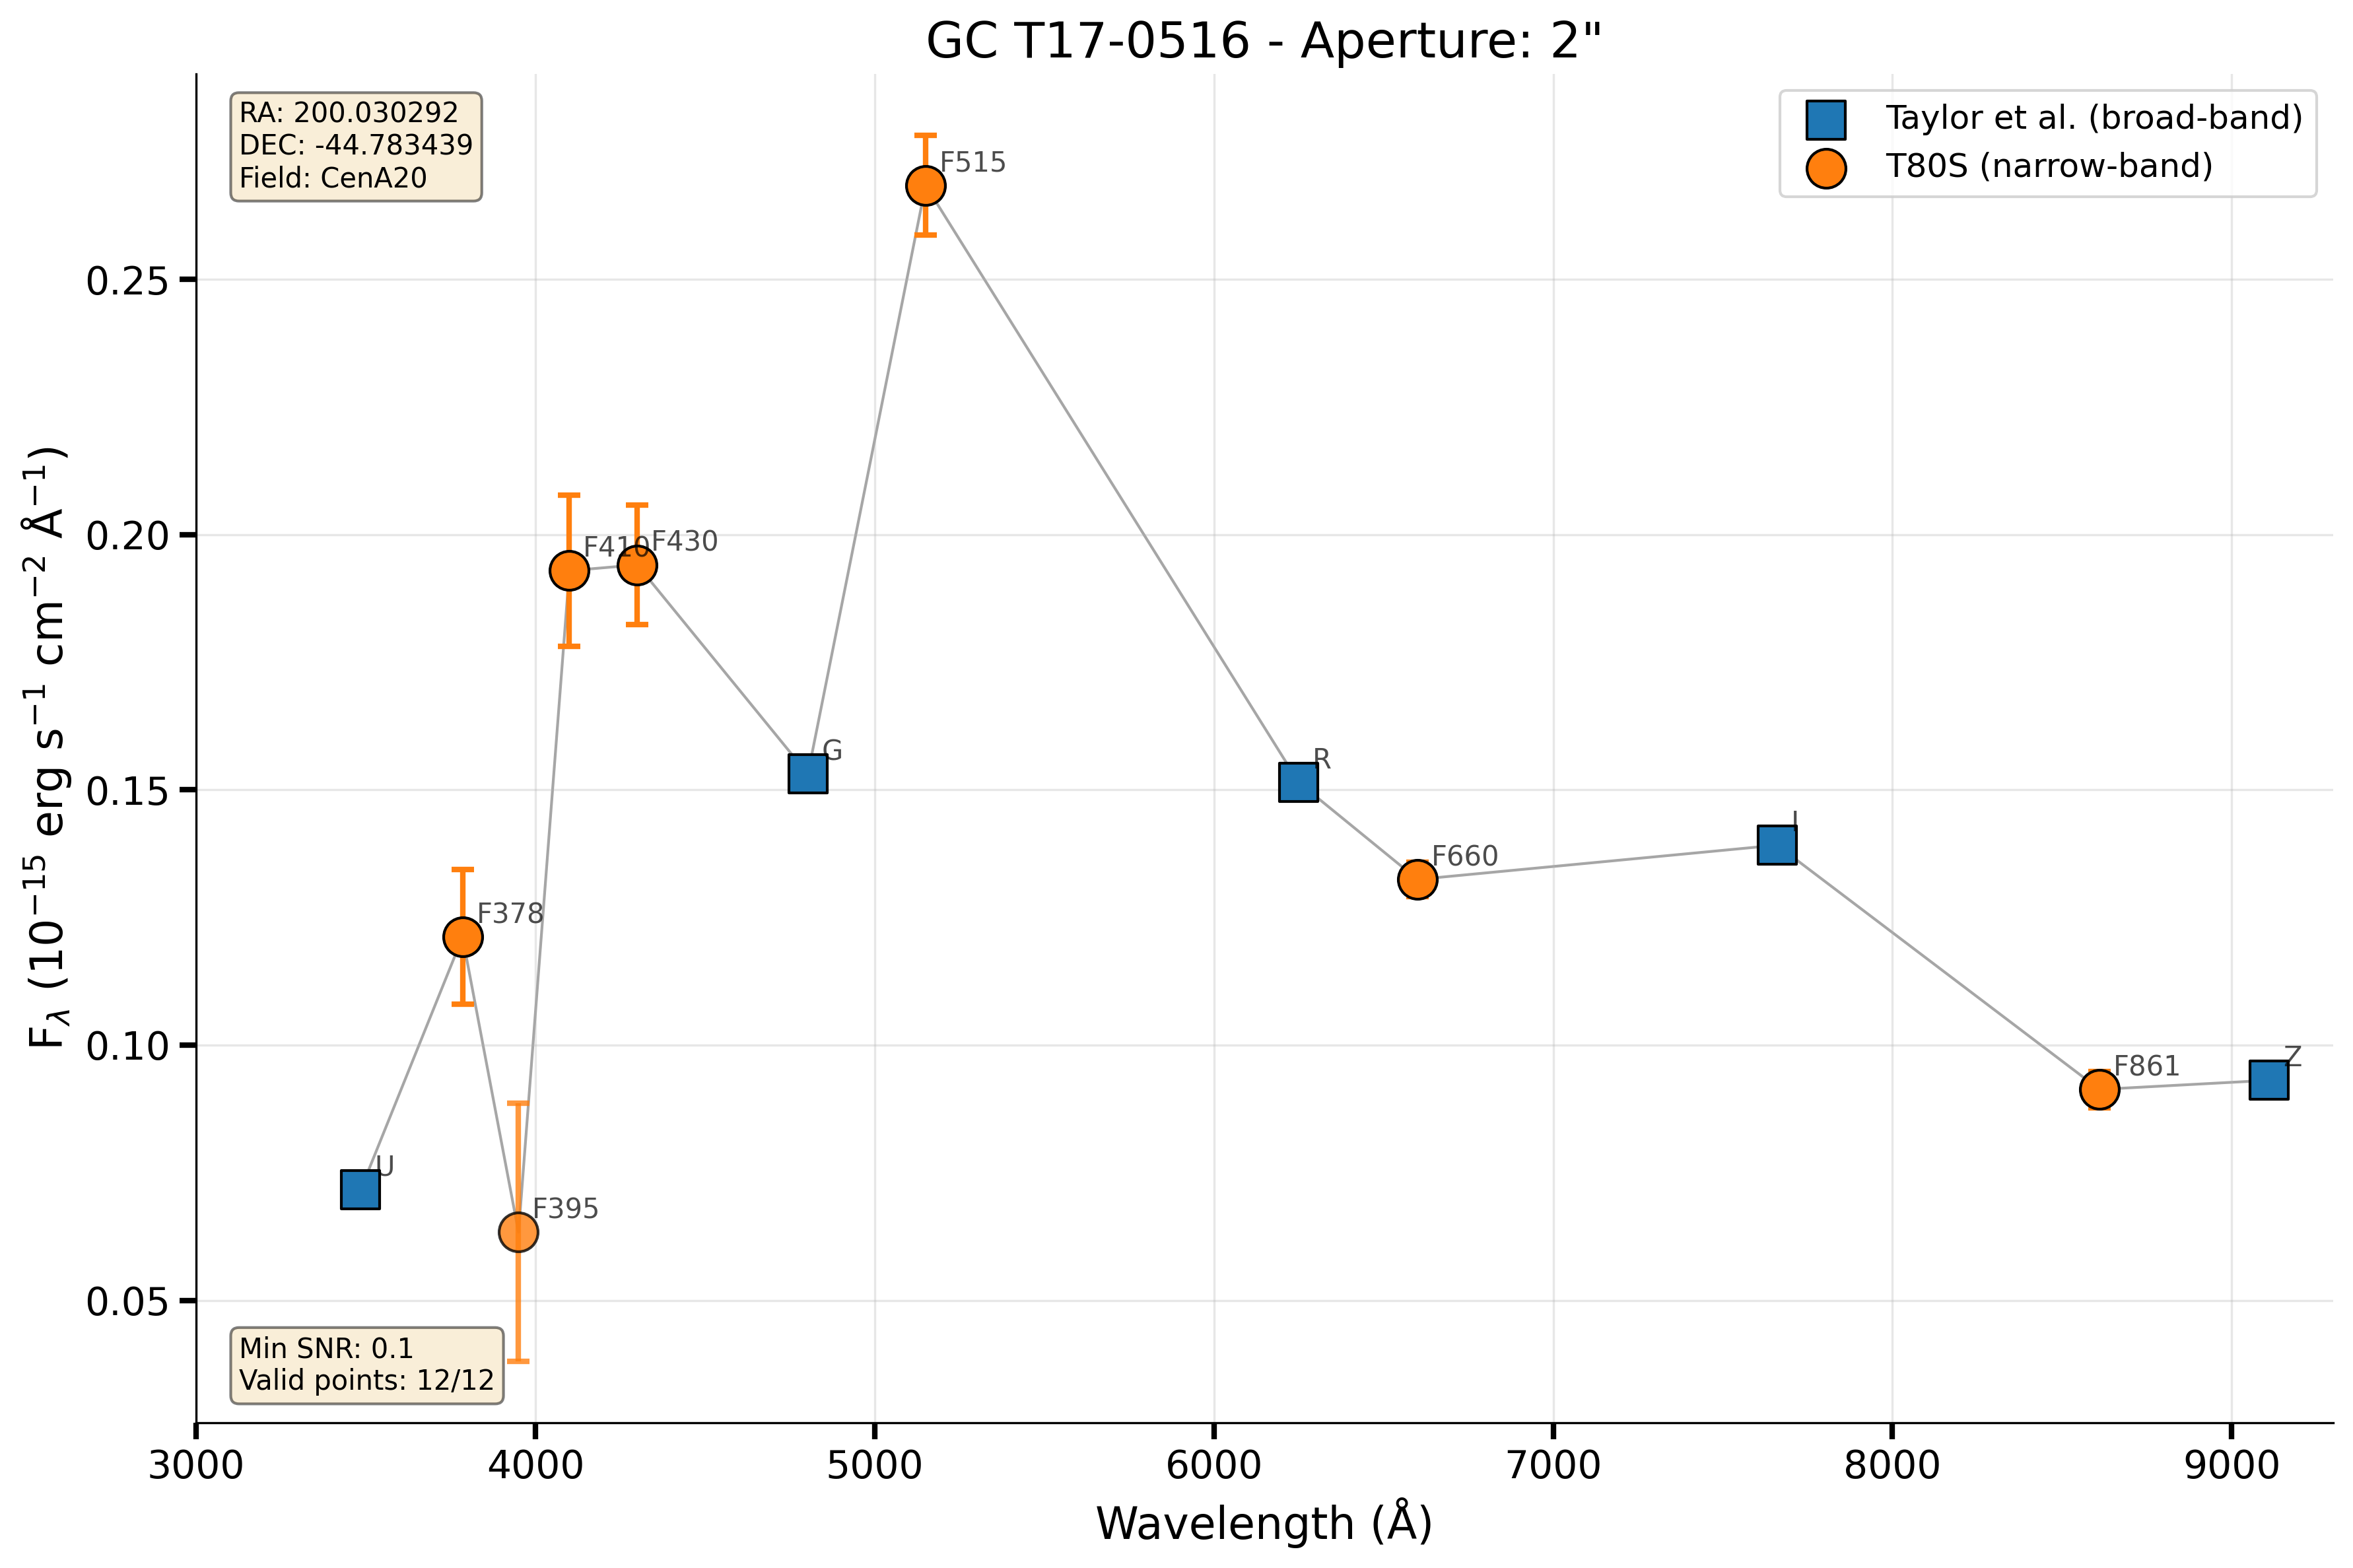 GC T17-0516 - Aperture: 2"
RA: 200.030292
DEC: -44.783439
Field: CenA20
Taylor et al. (broad-band)
T80S (narrow-band)
F515
0.25
F410
F430
0.20
G
R
0.15
I
F660
F378
0.10
Z
F861
U
F395
0.05
F$_{\lambda}$ (10⁻¹⁵ erg s⁻¹ cm⁻² Å⁻¹)
Min SNR: 0.1
Valid points: 12/12
3000 4000 5000 6000 7000 8000 9000
Wavelength (Å)